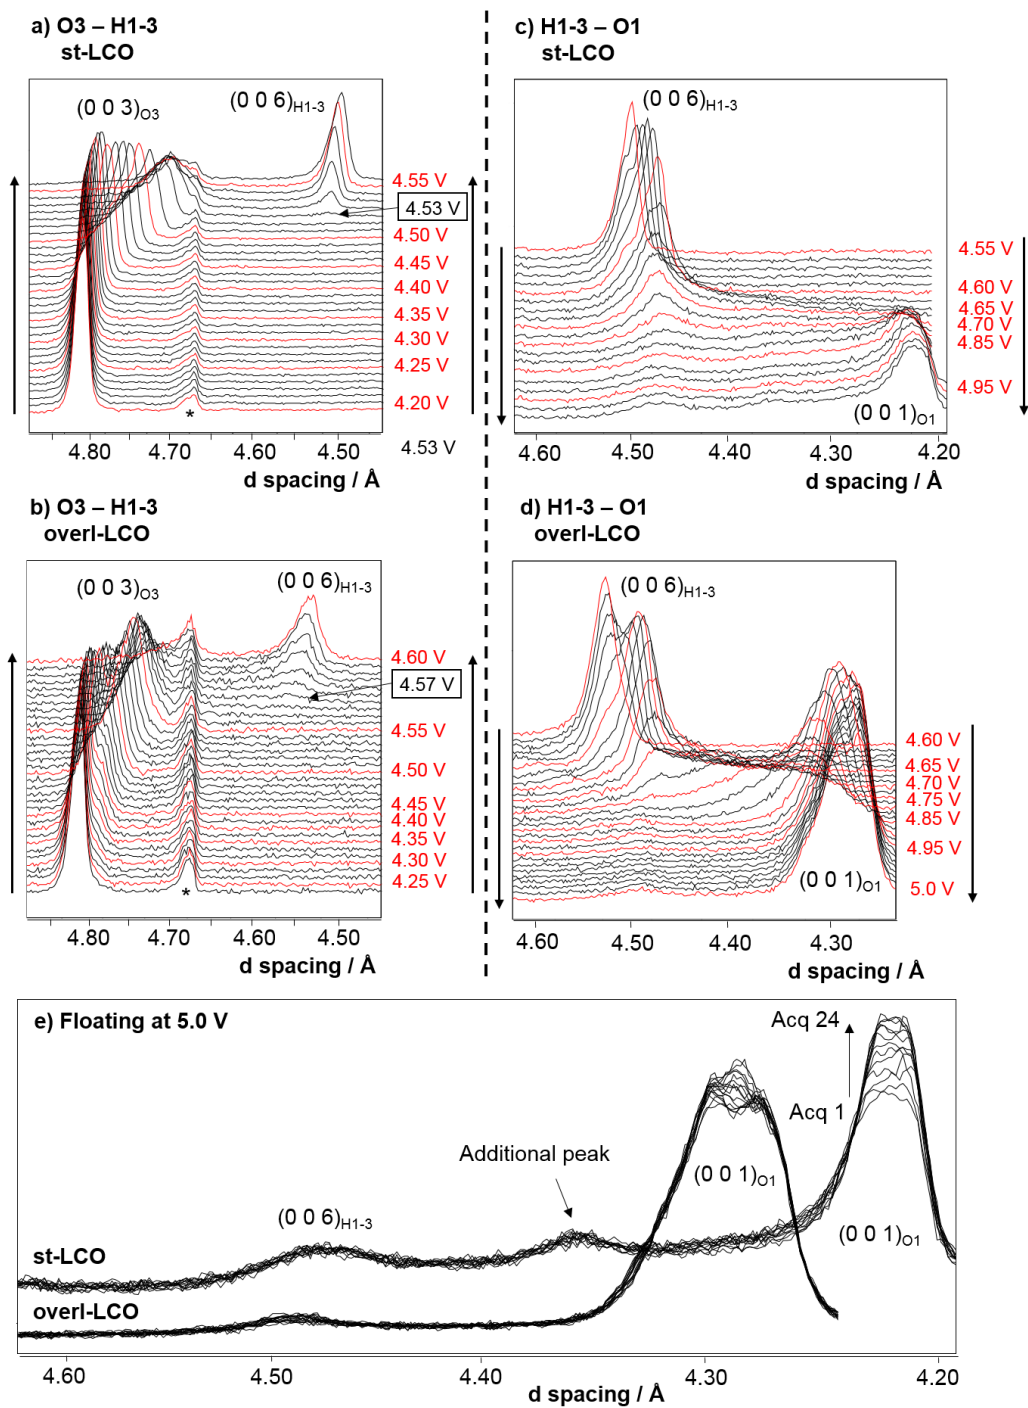 a) O3 – H1-3
st-LCO
(0 0 3)O3
(0 0 6)H1-3
4.55 V
4.53 V
4.50 V
4.45 V
4.40 V
4.35 V
4.30 V
4.25 V
4.20 V
*
4.53 V
4.80 4.70 4.60 4.50
d spacing / Å
c) H1-3 – O1
st-LCO
(0 0 6)H1-3
4.55 V
4.60 V
4.65 V
4.70 V
4.85 V
4.95 V
(0 0 1)O1
4.60 4.50 4.40 4.30 4.20
d spacing / Å
b) O3 – H1-3
overl-LCO
(0 0 3)O3
(0 0 6)H1-3
4.60 V
4.57 V
4.55 V
4.50 V
4.45 V
4.40 V
4.35 V
4.30 V
4.25 V
*
4.80 4.70 4.60 4.50
d spacing / Å
d) H1-3 – O1
overl-LCO
(0 0 6)H1-3
4.60 V
4.65 V
4.70 V
4.75 V
4.85 V
4.95 V
(0 0 1)O1
5.0 V
4.60 4.50 4.40 4.30
d spacing / Å
e) Floating at 5.0 V
Acq 24
Acq 1
Additional peak
(0 0 1)O1
(0 0 6)H1-3
(0 0 1)O1
st-LCO
overl-LCO
4.60 4.50 4.40 4.30 4.20
d spacing / Å